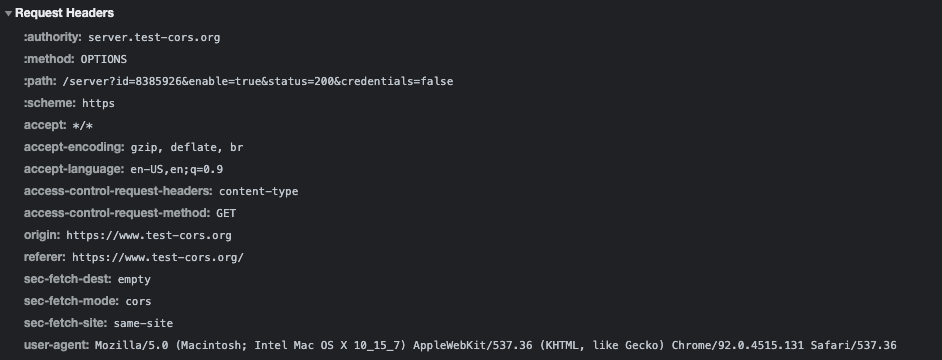 Request Headers
:authority: server.test-cors.org
:method: OPTIONS
:path: /server?id=8385926&enable=true&status=200&credentials=false
:scheme: https
accept: */*
accept-encoding: gzip, deflate, br
accept-language: en-US,en;q=0.9
access-control-request-headers: content-type
access-control-request-method: GET
origin: https://www.test-cors.org
referer: https://www.test-cors.org/
sec-fetch-dest: empty
sec-fetch-mode: cors
sec-fetch-site: same-site
user-agent: Mozilla/5.0 (Macintosh; Intel Mac OS X 10_15_7) AppleWebKit/537.36 (KHTML, like Gecko) Chrome/92.0.4515.131 Safari/537.36